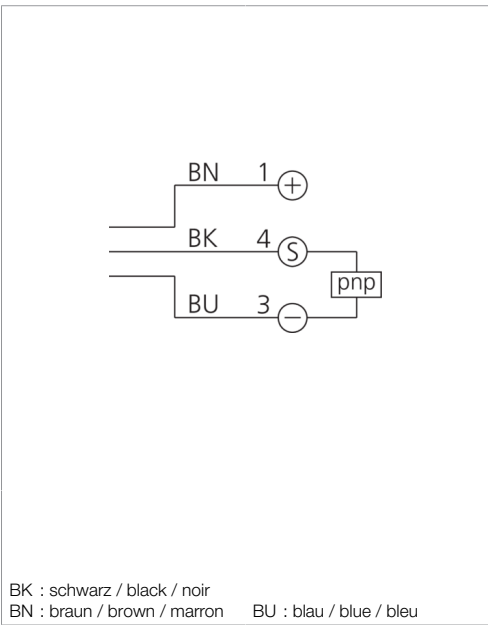 BN 1 +
BK 4 S
pnp
BU 3 −
BK : schwarz / black / noir
BN : braun / brown / marron BU : blau / blue / bleu